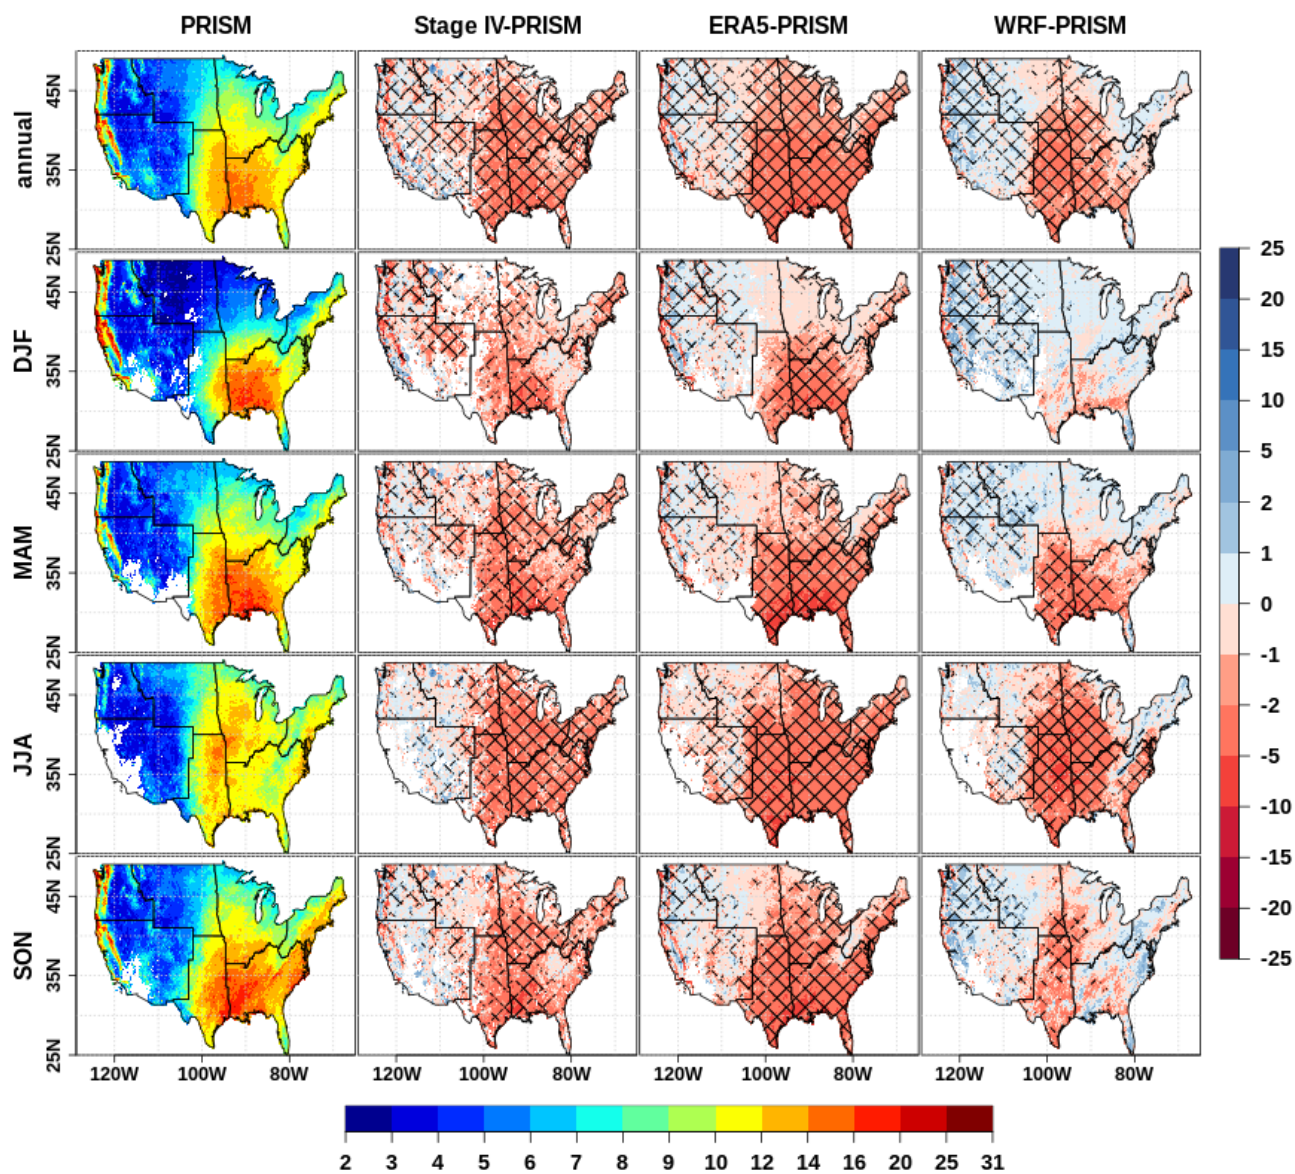 PRISM Stage IV-PRISM ERA5-PRISM WRF-PRISM
annual 45N 35N 25N
DJF 45N 35N 25N
MAM 45N 35N 25N
JJA 45N 35N 25N
SON 45N 35N 25N
120W 100W 80W 120W 100W 80W 120W 100W 80W 120W 100W 80W
25
20
15
10
5
2
1
0
-1
-2
-5
-10
-15
-20
-25
2 3 4 5 6 7 8 9 10 12 14 16 20 25 31